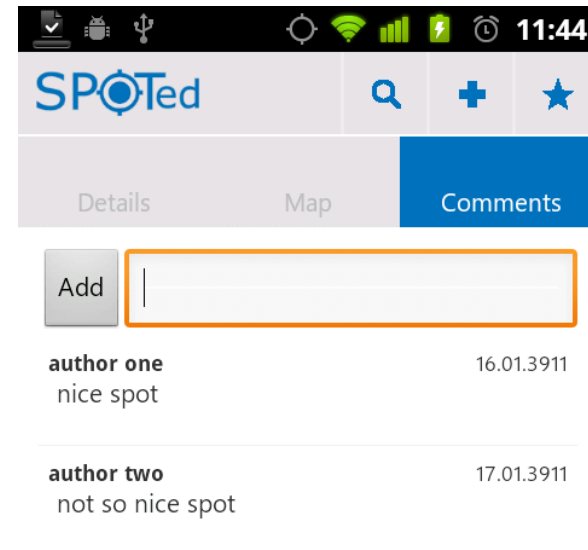 11:44
SPOTed
Details Map Comments
Add
author one 16.01.3911
nice spot
author two 17.01.3911
not so nice spot